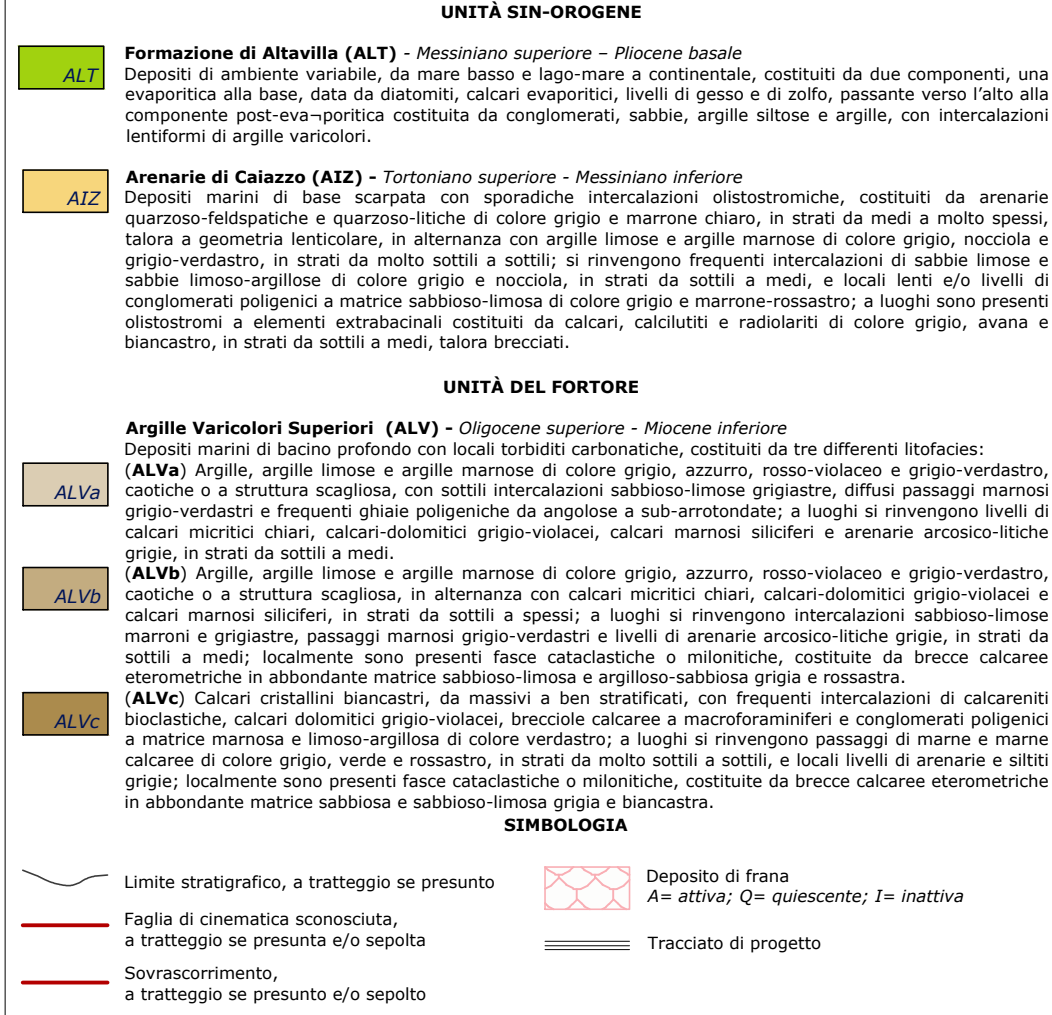 UNITÀ SIN-OROGENE
Formazione di Altavilla (ALT) - Messiniano superiore – Pliocene basale
ALT
Depositi di ambiente variabile, da mare basso e lago-mare a continentale, costituiti da due componenti, una
evaporitica alla base, data da diatomiti, calcari evaporitici, livelli di gesso e di zolfo, passante verso l'alto alla
componente post-eva¬poritica costituita da conglomerati, sabbie, argille siltose e argille, con intercalazioni
lentiformi di argille varicolori.
Arenarie di Caiazzo (AIZ) - Tortoniano superiore - Messiniano inferiore
AIZ
Depositi marini di base scarpata con sporadiche intercalazioni olistostromiche, costituiti da arenarie
quarzoso-feldspatiche e quarzoso-litiche di colore grigio e marrone chiaro, in strati da medi a molto spessi,
talora a geometria lenticolare, in alternanza con argille limose e argille marnose di colore grigio, nocciola e
grigio-verdastro, in strati da molto sottili a sottili; si rinvengono frequenti intercalazioni di sabbie limose e
sabbie limoso-argillose di colore grigio e nocciola, in strati da sottili a medi, e locali lenti e/o livelli di
conglomerati poligenici a matrice sabbioso-limosa di colore grigio e marrone-rossastro; a luoghi sono presenti
olistostromi a elementi extrabacinali costituiti da calcari, calcilutiti e radiolariti di colore grigio, avana e
biancastro, in strati da sottili a medi, talora brecciati.
UNITÀ DEL FORTORE
Argille Varicolori Superiori (ALV) - Oligocene superiore - Miocene inferiore
Depositi marini di bacino profondo con locali torbiditi carbonatiche, costituiti da tre differenti litofacies:
(ALVa) Argille, argille limose e argille marnose di colore grigio, azzurro, rosso-violaceo e grigio-verdastro,
ALVa
caotiche o a struttura scagliosa, con sottili intercalazioni sabbioso-limose grigiastre, diffusi passaggi marnosi
grigio-verdastri e frequenti ghiaie poligeniche da angolose a sub-arrotondate; a luoghi si rinvengono livelli di
calcari micritici chiari, calcari-dolomitici grigio-violacei, calcari marnosi siliciferi e arenarie arcosico-litiche
grigie, in strati da sottili a medi.
(ALVb) Argille, argille limose e argille marnose di colore grigio, azzurro, rosso-violaceo e grigio-verdastro,
ALVb
caotiche o a struttura scagliosa, in alternanza con calcari micritici chiari, calcari-dolomitici grigio-violacei e
calcari marnosi siliciferi, in strati da sottili a spessi; a luoghi si rinvengono intercalazioni sabbioso-limose
marroni e grigiastre, passaggi marnosi grigio-verdastri e livelli di arenarie arcosico-litiche grigie, in strati da
sottili a medi; localmente sono presenti fasce cataclastiche o milonitiche, costituite da brecce calcaree
eterometriche in abbondante matrice sabbioso-limosa e argilloso-sabbiosa grigia e rossastra.
(ALVc) Calcari cristallini biancastri, da massivi a ben stratificati, con frequenti intercalazioni di calcareniti
ALVc
bioclastiche, calcari dolomitici grigio-violacei, brecciole calcaree a macroforaminiferi e conglomerati poligenici
a matrice marnosa e limoso-argillosa di colore verdastro; a luoghi si rinvengono passaggi di marne e marne
calcaree di colore grigio, verde e rossastro, in strati da molto sottili a sottili, e locali livelli di arenarie e siltiti
grigie; localmente sono presenti fasce cataclastiche o milonitiche, costituite da brecce calcaree eterometriche
in abbondante matrice sabbiosa e sabbioso-limosa grigia e biancastra.
SIMBOLOGIA
Limite stratigrafico, a tratteggio se presunto
Faglia di cinematica sconosciuta,
a tratteggio se presunta e/o sepolta
Sovrascorrimento,
a tratteggio se presunto e/o sepolto
Deposito di frana
A= attiva; Q= quiescente; I= inattiva
Tracciato di progetto